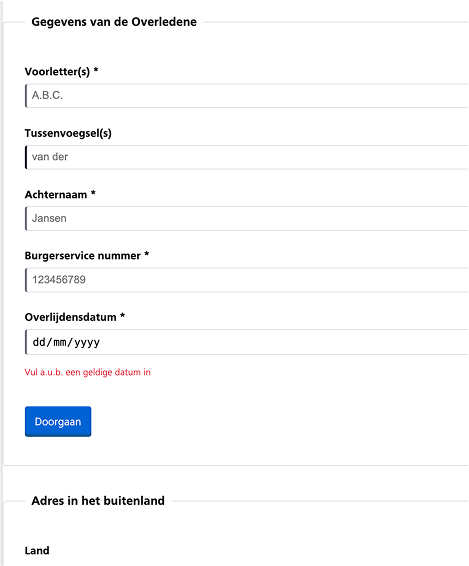 Gegevens van de Overledene
Voorletter(s) *
A.B.C.
Tussenvoegsel(s)
van der
Achternaam *
Jansen
Burgerservice nummer *
123456789
Overlijdensdatum *
dd/mm/yyyy
Vul a.u.b. een geldige datum in
Doorgaan
Adres in het buitenland
Land